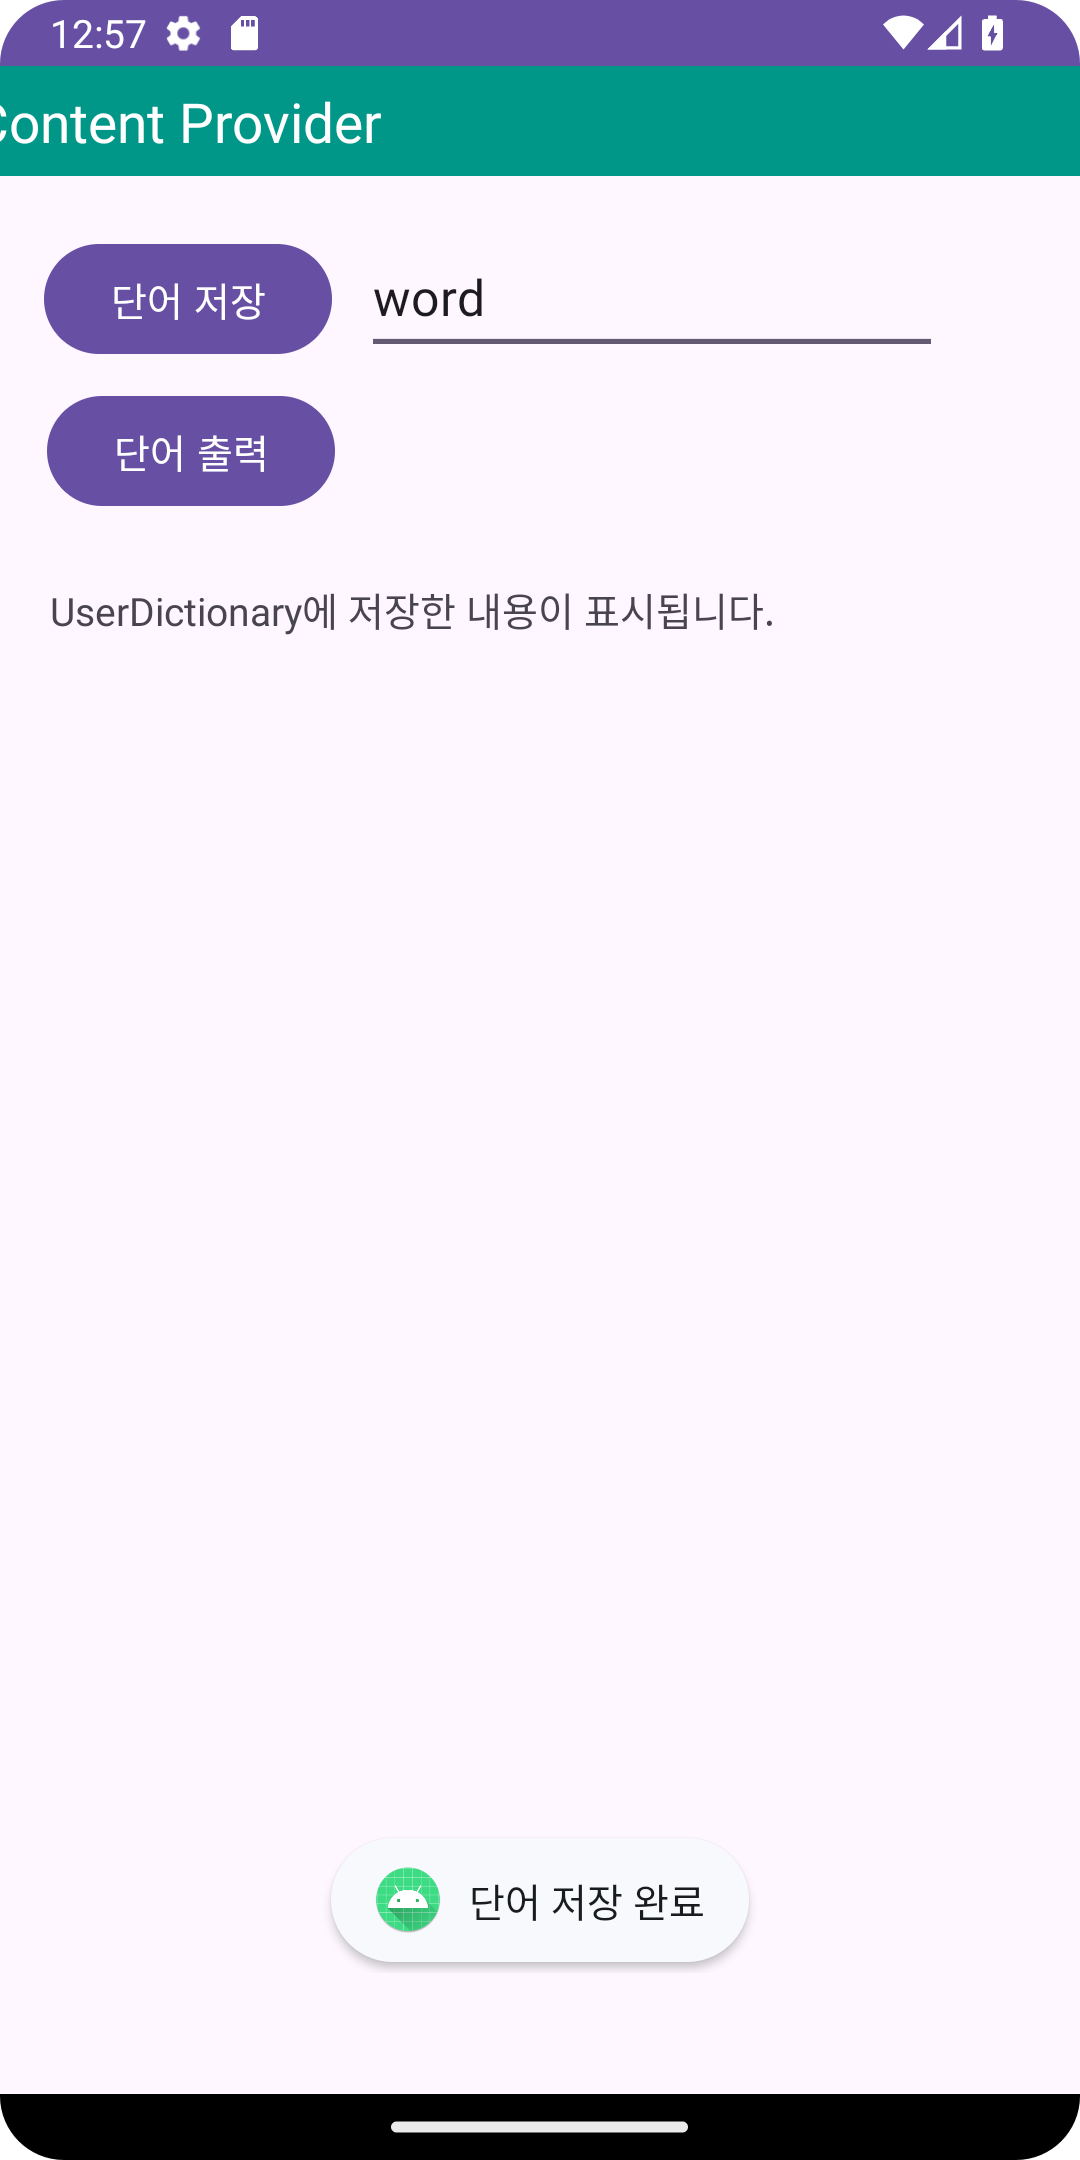 12:57
Content Provider
단어 저장
word
단어 출력
UserDictionary에 저장한 내용이 표시됩니다.
단어 저장 완료